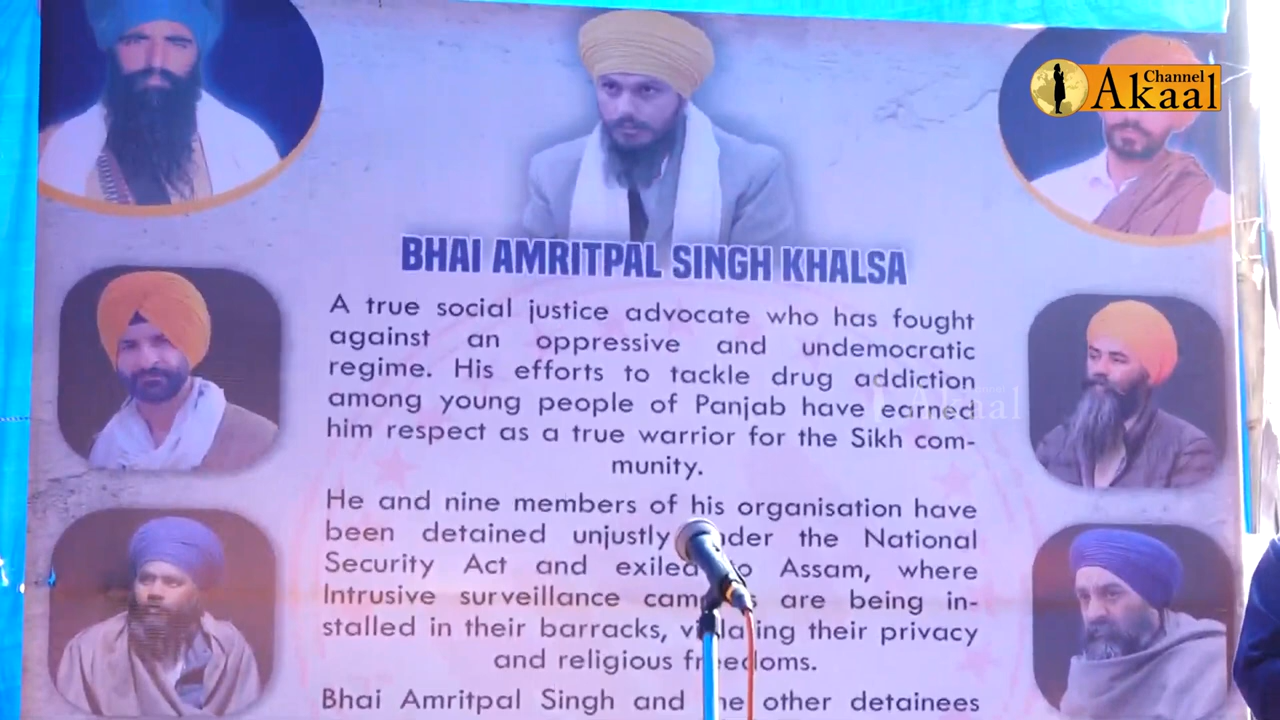 Channel
Akaal
BHAI AMRITPAL SINGH KHALSA
A true social justice advocate who has fought
against an oppressive and undemocratic
regime. His efforts to tackle drug addiction
among young people of Panjab have earned
him respect as a true warrior for the Sikh com-
munity.
Akaal
He and nine members of his organisation have
been detained unjustly the National
Security Act and exiled Assam, where
Intrusive surveillance are being in-
stalled in their barracks, their privacy
and religious freedoms.
Bhai Amritpal Singh and other detainees